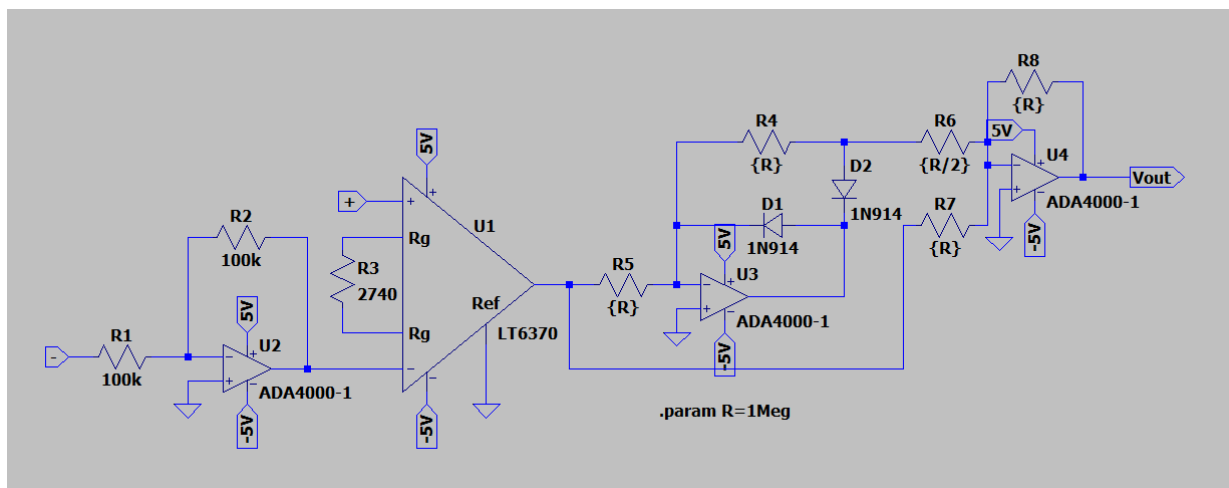 R8
{R}
R4
{R}
R6
{R/2}
5V
U4
+
-
+
-
ADA4000-1
Vout
-5V
5V
+
+
+
U1
D2
1N914
D1
1N914
R7
{R}
R2
100k
Rg
R3
2740
Rg
Ref
LT6370
R5
{R}
5V
U3
-
+
+
-
ADA4000-1
-5V
5V
U2
-
R1
100k
-
+
+
-
ADA4000-1
-5V
-
-
-5V
.param R=1Meg